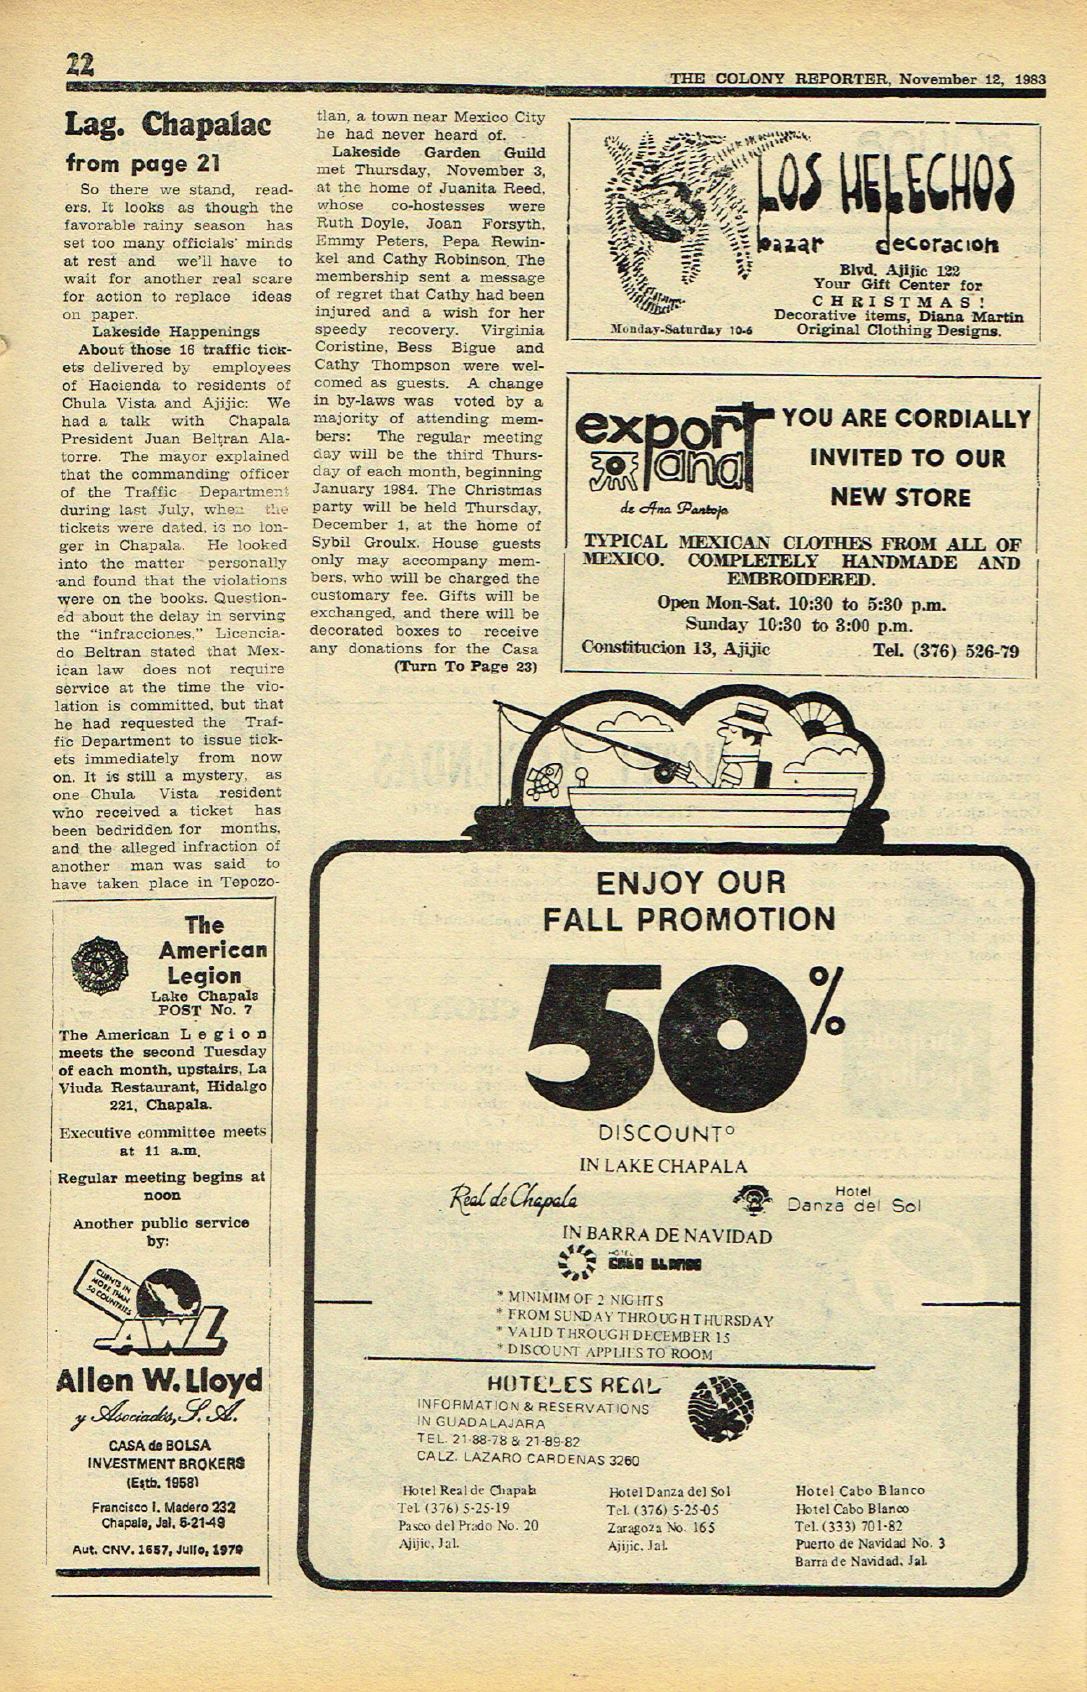 22
THE COLONY REPORTER, November 12, 1983
Lag. Chapalac
from page 21
So there we stand, read-
ers. It looks as though the
favorable rainy season has
set too many officials' minds
at rest and we'll have to
wait for another real scare
for action to replace ideas
on paper.
Lakeside Happenings
About those 16 traffic tick-
ets delivered by employees
of Hacienda to residents of
Chula Vista and Ajijic: We
had a talk with Chapala
President Juan Beltran Ala-
torre. The mayor explained
that the commanding officer
of the Traffic Department
during last July, when the
tickets were dated, is no lon-
ger in Chapala. He looked
into the matter personally
and found that the violations
were on the books. Question-
ed about the delay in serving
the "infracciones," Licencia-
do Beltran stated that Mex-
ican law does not require
service at the time the vio-
lation is committed, but that
he had requested the Traf-
fic Department to issue tick-
ets immediately from now
on. It is still a mystery, as
one Chula Vista resident
who received a ticket has
been bedridden for months,
and the alleged infraction of
another man was said to
have taken place in Tepozo-
tlan, a town near Mexico City
he had never heard of.
Lakeside Garden Guild
met Thursday, November 3,
at the home of Juanita Reed,
whose co-hostesses were
Ruth Doyle, Joan Forsyth,
Emmy Peters, Pepa Rewin-
kel and Cathy Robinson. The
membership sent a message
of regret that Cathy had been
injured and a wish for her
speedy recovery. Virginia
Coristine, Bess Bigue and
Cathy Thompson were wel-
comed as guests. A change
in by-laws was voted by a
majority of attending mem-
bers: The regular meeting
day will be the third Thurs-
day of each month, beginning
January 1984. The Christmas
party will be held Thursday,
December 1, at the home of
Sybil Groulx. House guests
only may accompany mem-
bers, who will be charged the
customary fee. Gifts will be
exchanged, and there will be
decorated boxes to receive
any donations for the Casa
(Turn To Page 23)
LOS HELECHOS
bazar decoracion
Blvd. Ajijic 122
Your Gift Center for
CHRISTMAS!
Decorative items, Diana Martin
Original Clothing Designs.
Monday-Saturday 10-6
export
anal
de Ana Pantoja
YOU ARE CORDIALLY
INVITED TO OUR
NEW STORE
TYPICAL MEXICAN CLOTHES FROM ALL OF
MEXICO. COMPLETELY HANDMADE AND
EMBROIDERED.
Open Mon-Sat. 10:30 to 5:30 p.m.
Sunday 10:30 to 3:00 p.m.
Constitucion 13, Ajijic Tel. (376) 526-79
The
American
Legion
Lake Chapala
POST No. 7
The American Legion
meets the second Tuesday
of each month, upstairs, La
Viuda Restaurant, Hidalgo
221, Chapala.
Executive committee meets
at 11 a.m.
Regular meeting begins at
noon
Another public service
by:
CLIENTS IN
MORE THAN
50 COUNTRIES
AWL
Allen W. Lloyd
y Asociados, S. A.
CASA de BOLSA
INVESTMENT BROKERS
(Estb. 1958)
Francisco I. Madero 232
Chapala, Jal. 5-21-49
Aut. CNV. 1657, Julio, 1979
ENJOY OUR
FALL PROMOTION
50%
DISCOUNT°
IN LAKE CHAPALA
Real de Chapala
Hotel
Danza del Sol
IN BARRA DE NAVIDAD
HOTEL
CABO BLANCO
* MINIMIM OF 2 NIGHTS
* FROM SUNDAY THROUGH THURSDAY
* VALID THROUGH DECEMBER 15
* DISCOUNT APPLIES TO ROOM
HOTELES REAL
INFORMATION & RESERVATIONS
IN GUADALAJARA
TEL. 21-88-78 & 21-89-82
CALZ. LAZARO CARDENAS 3260
Hotel Real de Chapala
Tel. (376) 5-25-19
Paseo del Prado No. 20
Ajijic, Jal.
Hotel Danza del Sol
Tel. (376) 5-25-05
Zaragoza No. 165
Ajijic. Jal.
Hotel Cabo Blanco
Hotel Cabo Blanco
Tel. (333) 701-82
Puerto de Navidad No. 3
Barra de Navidad, Jal.